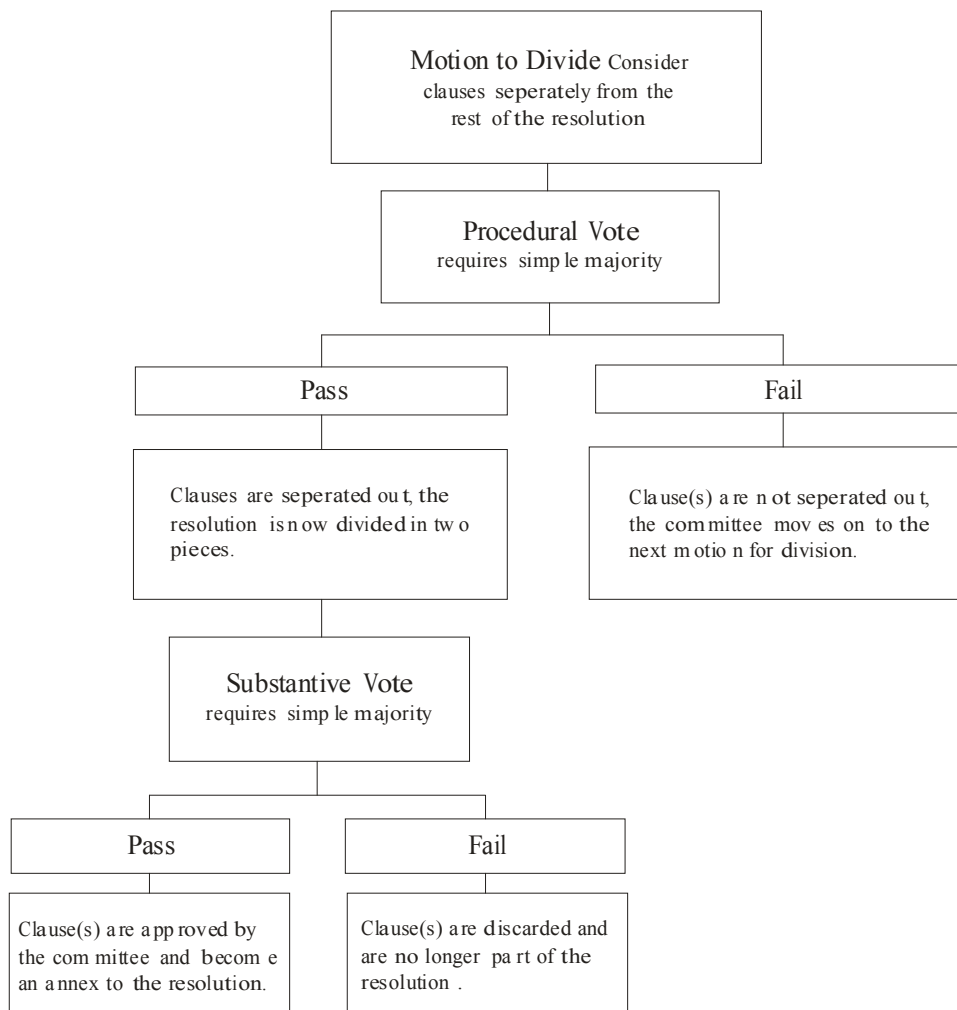 Motion to Divide Consider
clauses seperately from the
rest of the resolution
Procedural Vote
requires simple majority
Pass
Fail
Clauses are seperated out, the
resolution is now divided in two
pieces.
Clause(s) are not seperated out,
the committee moves on to the
next motion for division.
Substantive Vote
requires simple majority
Pass
Fail
Clause(s) are approved by
the committee and become
an annex to the resolution.
Clause(s) are discarded and
are no longer part of the
resolution .